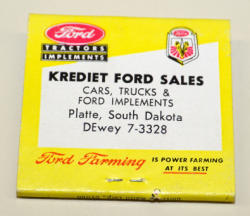 Ford
TRACTORS
IMPLEMENTS
Ford
KREDIET FORD SALES
CARS, TRUCKS &
FORD IMPLEMENTS
Platte, South Dakota
DEwey 7-3328
Ford Farming IS POWER FARMING
AT ITS BEST